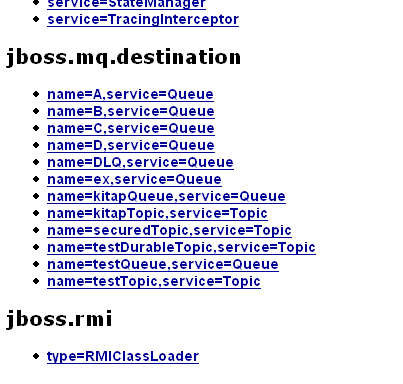 service=StateManager
service=TracingInterceptor
jboss.mq.destination
name=A,service=Queue
name=B,service=Queue
name=C,service=Queue
name=D,service=Queue
name=DLQ,service=Queue
name=ex,service=Queue
name=kitapQueue,service=Queue
name=kitapTopic,service=Topic
name=securedTopic,service=Topic
name=testDurableTopic,service=Topic
name=testQueue,service=Queue
name=testTopic,service=Topic
jboss.rmi
type=RMIClassLoader